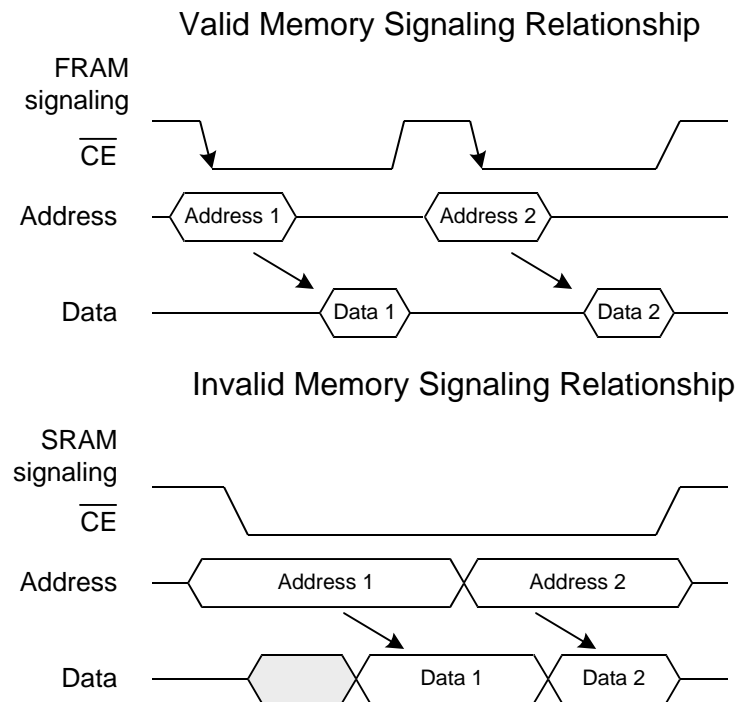 Valid Memory Signaling Relationship
FRAM
signaling
CE
Address
Address 1
Address 2
Data
Data 1
Data 2
Invalid Memory Signaling Relationship
SRAM
signaling
CE
Address
Address 1
Address 2
Data
Data 1
Data 2